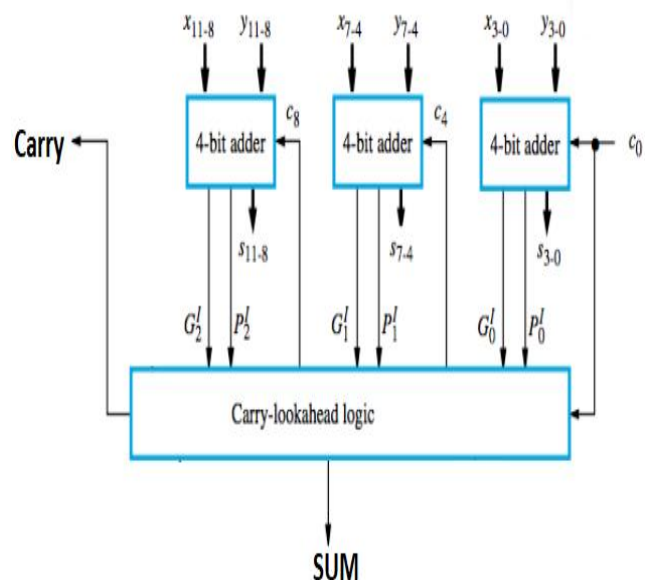 x₁₁₋₈ y₁₁₋₈ x₇₋₄ y₇₋₄ x₃₋₀ y₃₋₀
c₈ c₄
Carry 4-bit adder 4-bit adder 4-bit adder c₀
s₁₁₋₈ s₇₋₄ s₃₋₀
G₂ᴵ P₂ᴵ G₁ᴵ P₁ᴵ G₀ᴵ P₀ᴵ
Carry-lookahead logic
SUM